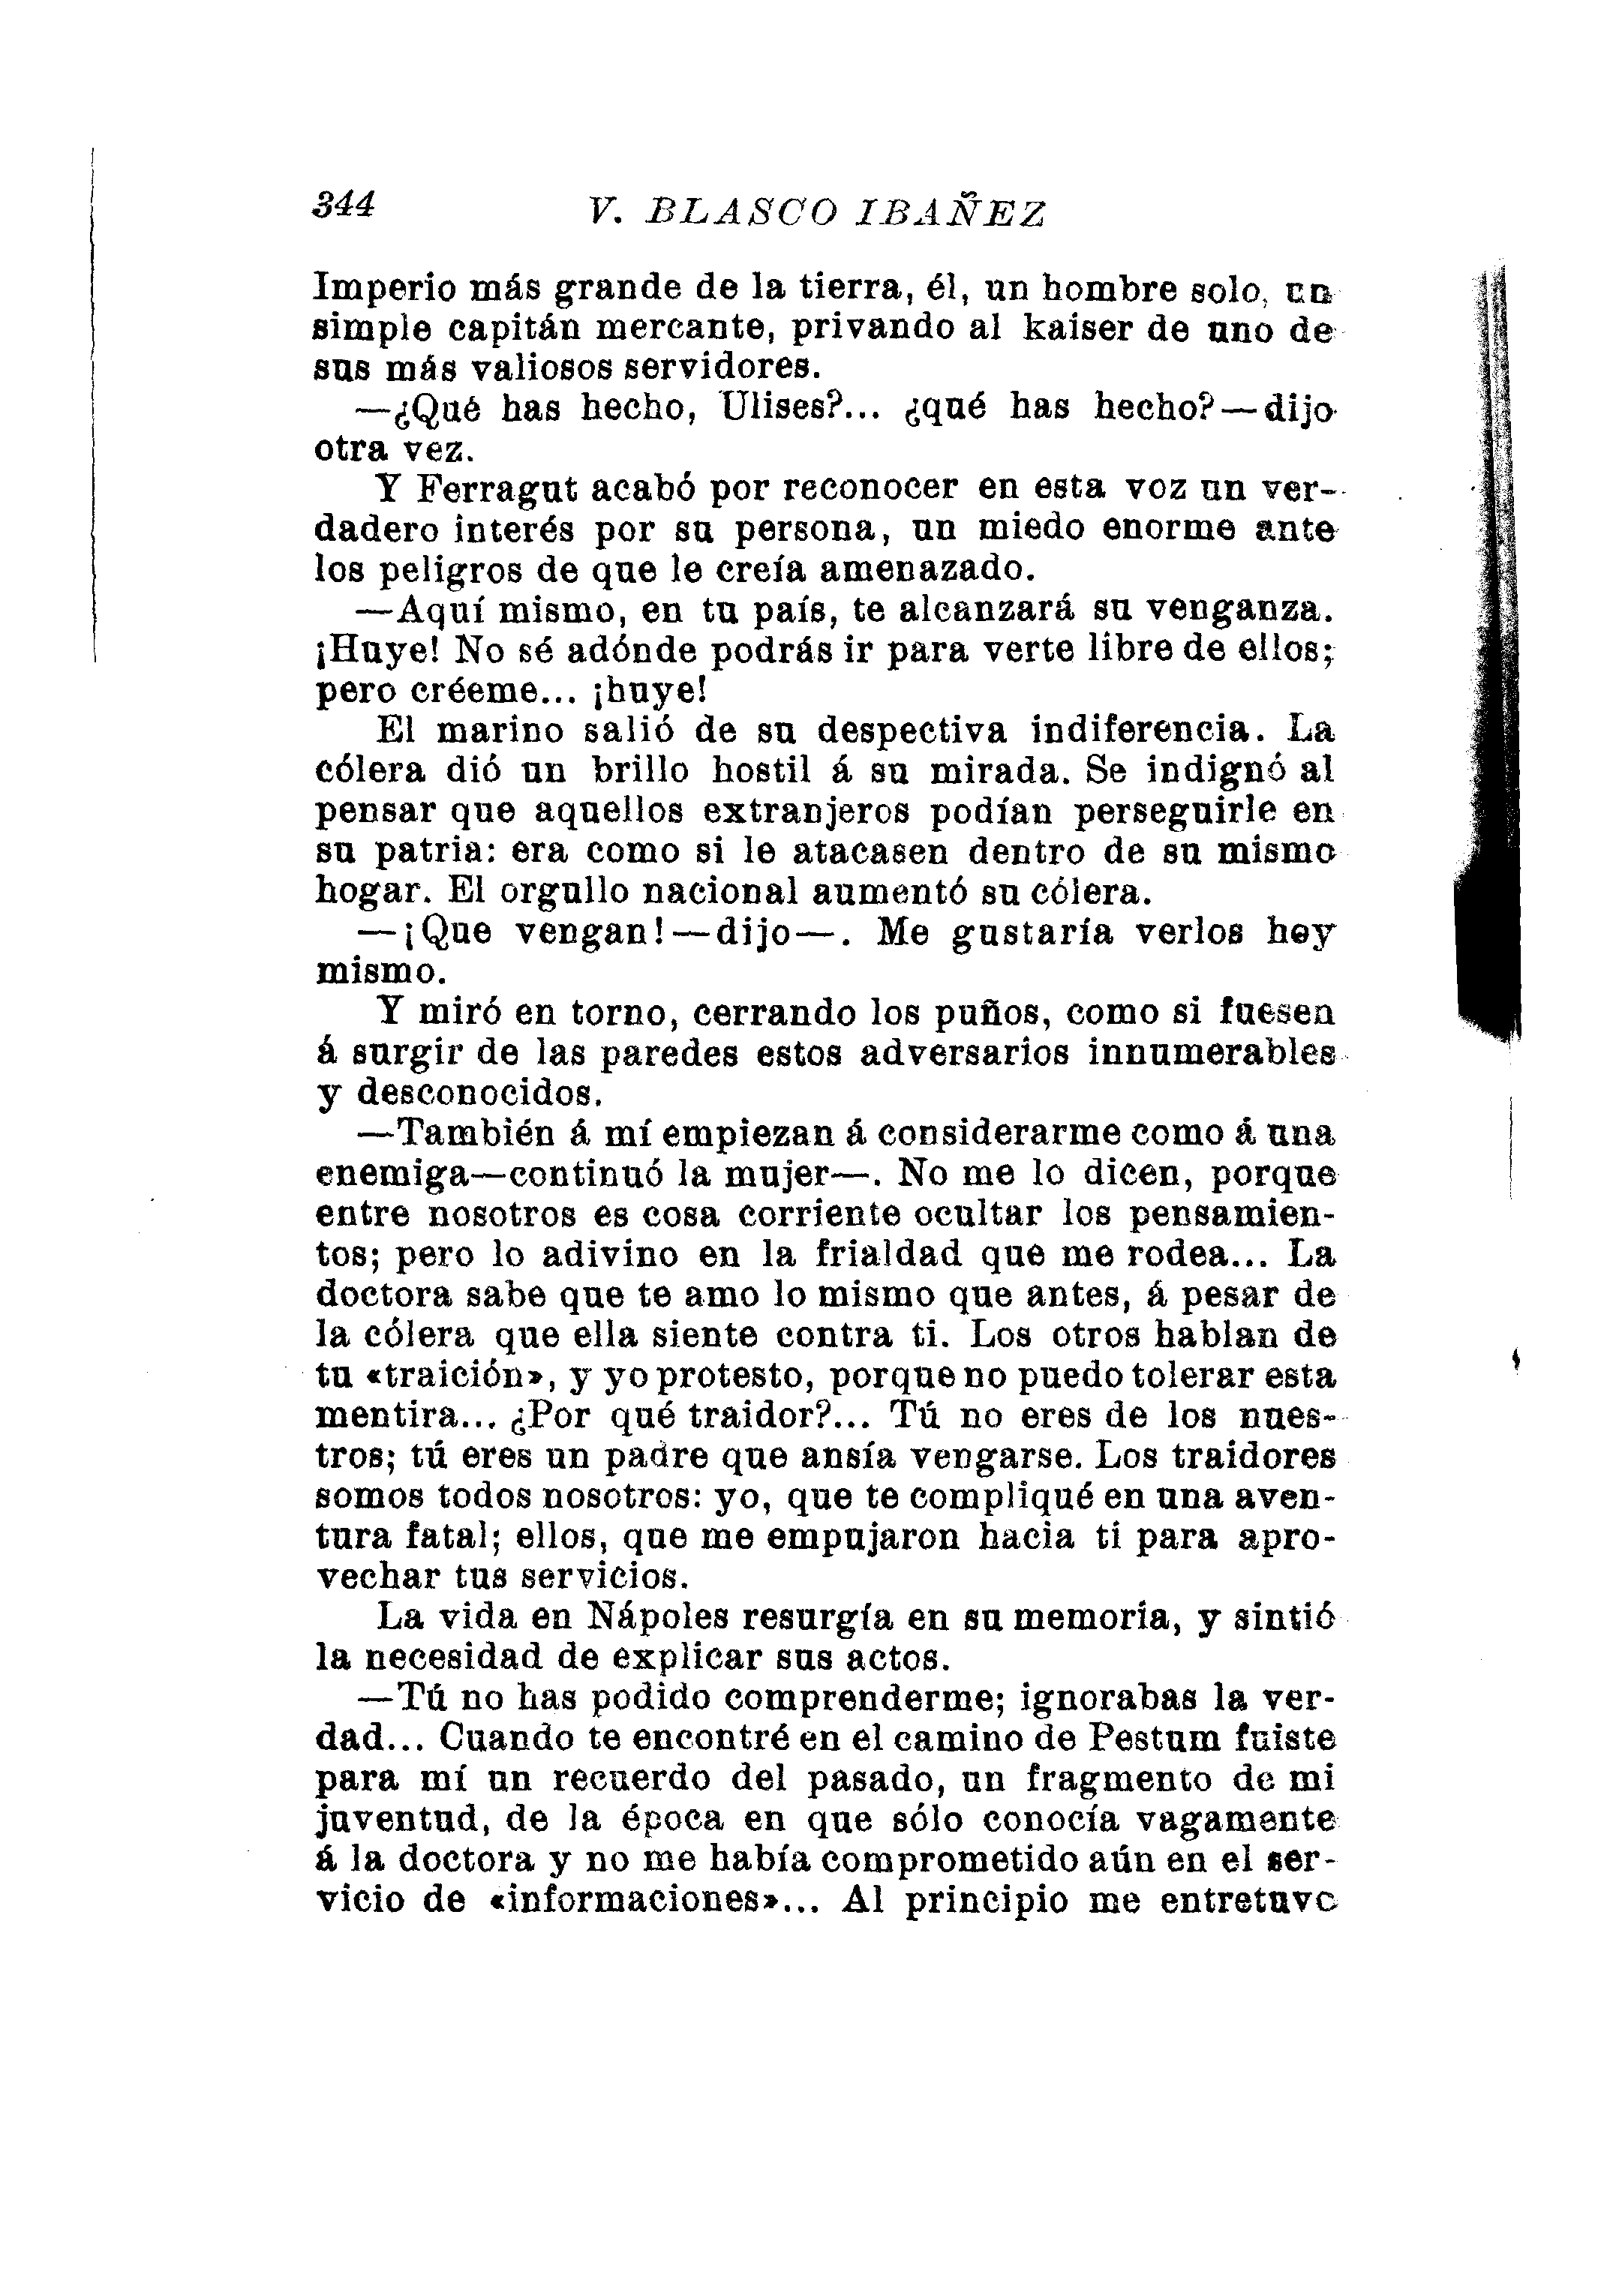 344
V. BLASCO IBAÑEZ
Imperio más grande de la tierra, él, un hombre solo, un
simple capitán mercante, privando al kaiser de uno de
sus más valiosos servidores.
—¿Qué has hecho, Ulises?... ¿qué has hecho?—dijo
otra vez.
Y Ferragut acabó por reconocer en esta voz un ver-
dadero interés por su persona, un miedo enorme ante
los peligros de que le creía amenazado.
—Aquí mismo, en tu país, te alcanzará su venganza.
¡Huye! No sé adónde podrás ir para verte libre de ellos;
pero créeme... ¡huye!
El marino salió de su despectiva indiferencia. La
cólera dió un brillo hostil á su mirada. Se indignó al
pensar que aquellos extranjeros podían perseguirle en
su patria: era como si le atacasen dentro de su mismo
hogar. El orgullo nacional aumentó su cólera.
—¡Que vengan!—dijo—. Me gustaría verlos hoy
mismo.
Y miró en torno, cerrando los puños, como si fuesen
á surgir de las paredes estos adversarios innumerables
y desconocidos.
—También á mí empiezan á considerarme como á una
enemiga—continuó la mujer—. No me lo dicen, porque
entre nosotros es cosa corriente ocultar los pensamien-
tos; pero lo adivino en la frialdad que me rodea... La
doctora sabe que te amo lo mismo que antes, á pesar de
la cólera que ella siente contra ti. Los otros hablan de
tu «traición», y yo protesto, porque no puedo tolerar esta
mentira... ¿Por qué traidor?... Tú no eres de los nues-
tros; tú eres un padre que ansía vengarse. Los traidores
somos todos nosotros: yo, que te compliqué en una aven-
tura fatal; ellos, que me empujaron hacia ti para apro-
vechar tus servicios.
La vida en Nápoles resurgía en su memoria, y sintió
la necesidad de explicar sus actos.
—Tú no has podido comprenderme; ignorabas la ver-
dad... Cuando te encontré en el camino de Pestum fuiste
para mí un recuerdo del pasado, un fragmento de mi
juventud, de la época en que sólo conocía vagamente
á la doctora y no me había comprometido aún en el ser-
vicio de «informaciones»... Al principio me entretuvo